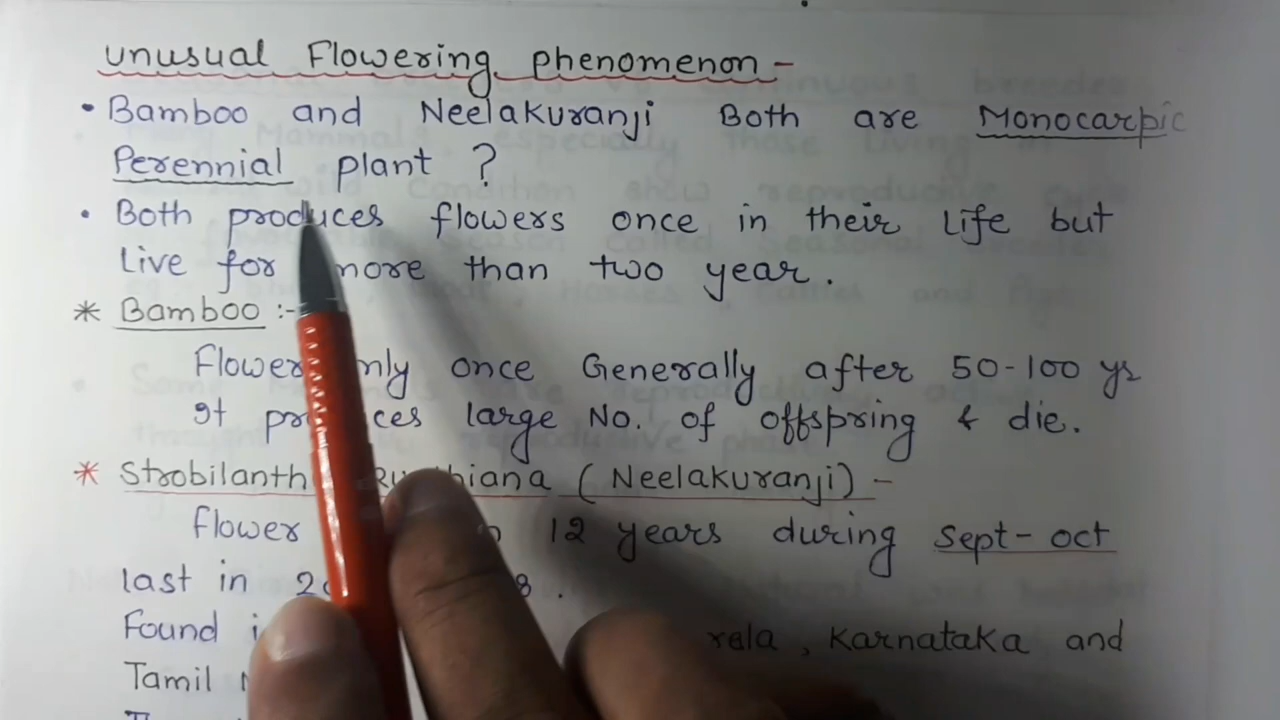 unusual Flowering phenomenon -
• Bamboo and Neelakuranji Both are Monocarpic
Perennial plant ?
• Both produces flowers once in their life but
Live for more than two year.
* Bamboo :-
Flower only once Generally after 50-100 yr
It produces large No. of offspring & die.
* Strobilanth (Neelakuranji) -
flower 12 years during Sept - oct
last in
Found , Karnataka and
Tamil